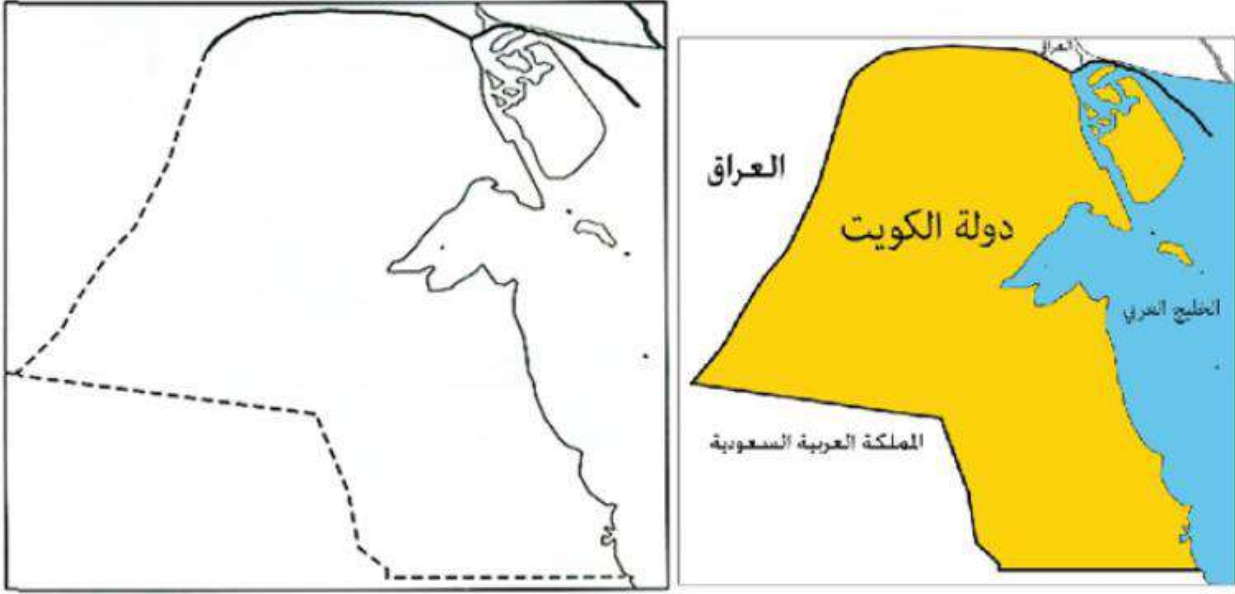 العراق
العراق
دولة الكويت
الخليج العربي
المملكة العربية السعودية